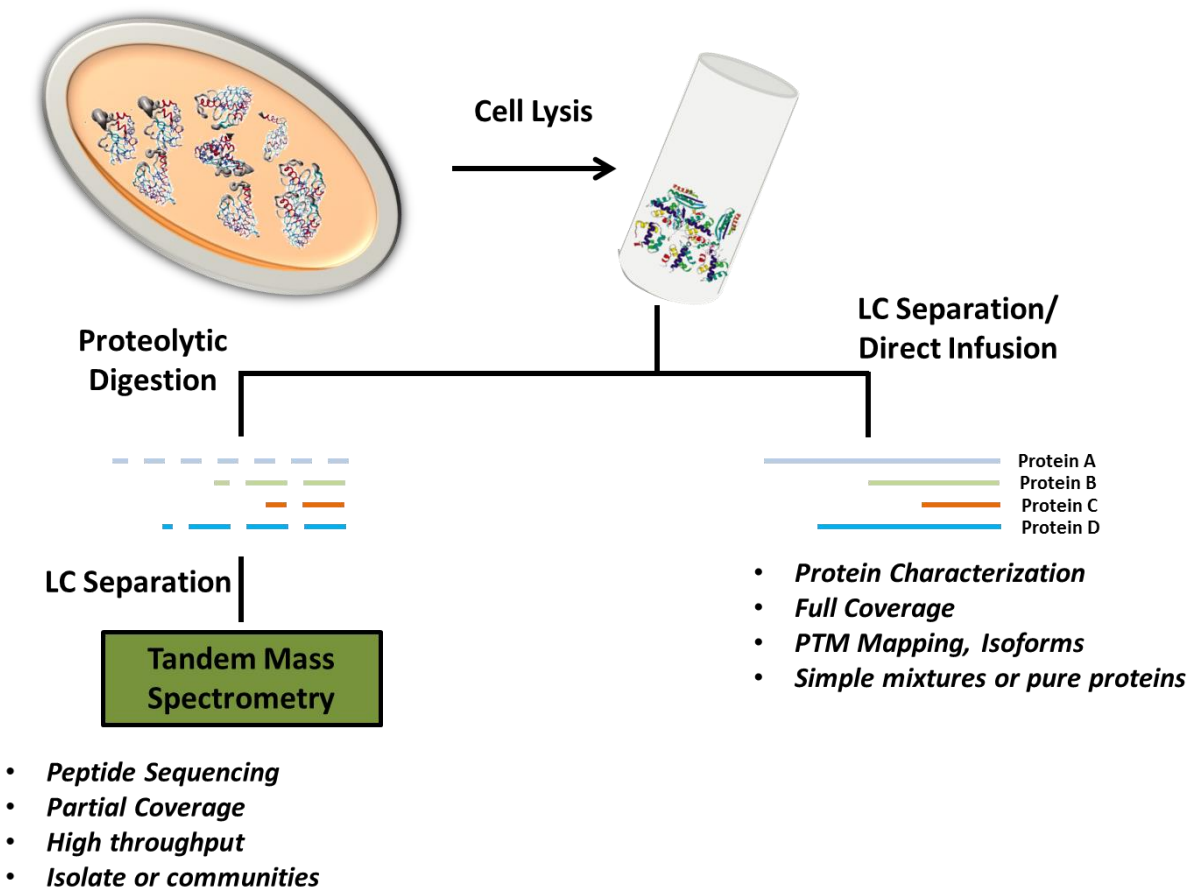 Cell Lysis
LC Separation/
Direct Infusion
Proteolytic
Digestion
Protein A
Protein B
Protein C
Protein D
LC Separation
Tandem Mass
Spectrometry
• Protein Characterization
• Full Coverage
• PTM Mapping, Isoforms
• Simple mixtures or pure proteins
• Peptide Sequencing
• Partial Coverage
• High throughput
• Isolate or communities